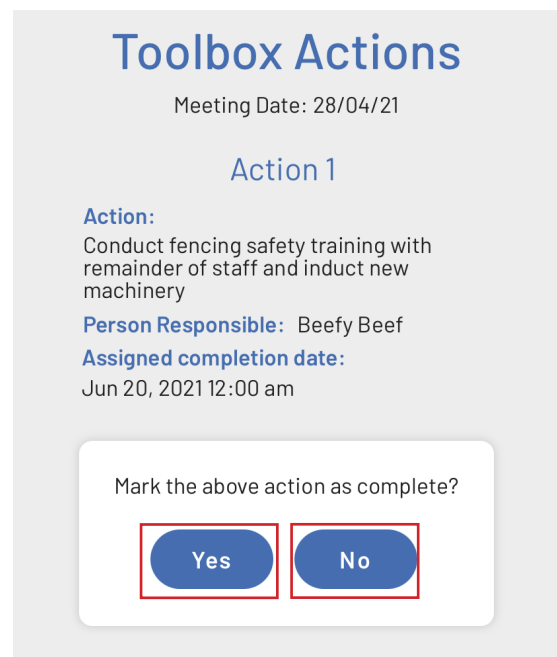 Toolbox Actions
Meeting Date: 28/04/21
Action 1
Action:
Conduct fencing safety training with
remainder of staff and induct new
machinery
Person Responsible: Beefy Beef
Assigned completion date:
Jun 20, 2021 12:00 am
Mark the above action as complete?
Yes No